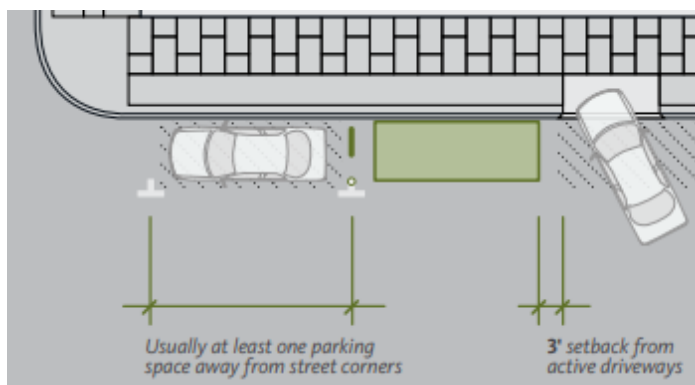 Usually at least one parking
space away from street corners
3' setback from
active driveways